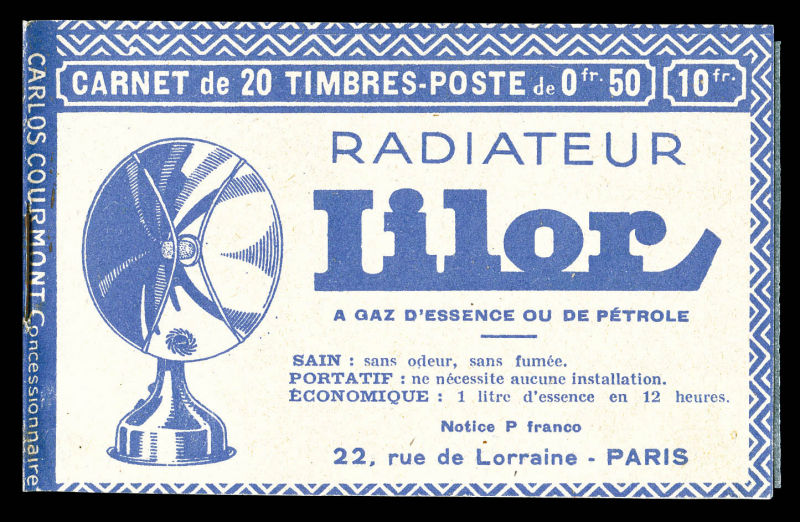 CARNET de 20 TIMBRES-POSTE de 0fr. 50
10fr.
CARLOS COURMONT Concessionnaire
RADIATEUR
Lilor
A GAZ D'ESSENCE OU DE PÉTROLE
SAIN : sans odeur, sans fumée.
PORTATIF : ne nécessite aucune installation.
ÉCONOMIQUE : 1 litre d'essence en 12 heures.
Notice P franco
22, rue de Lorraine - PARIS